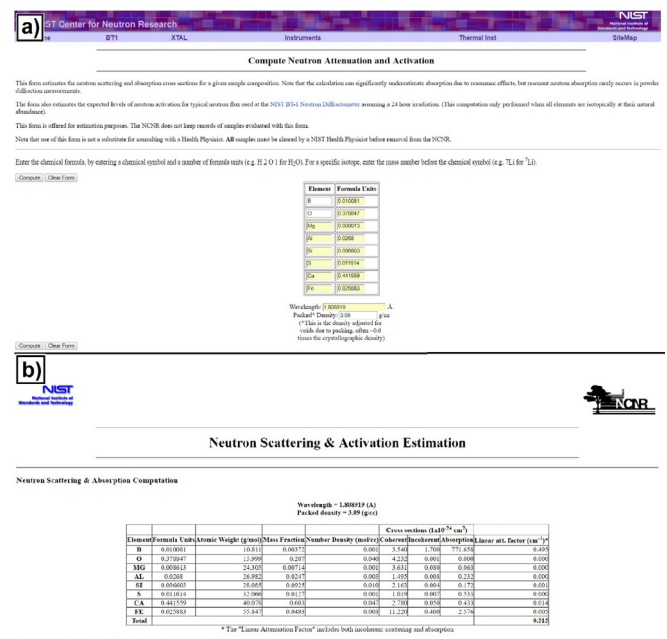 a)
ST Center for Neutron Research
NIST
National Institute of
Standards and Technology
BT1 XTAL Instruments Thermal Inst SiteMap
Compute Neutron Attenuation and Activation
This form estimates the neutron scattering and absorption cross sections for a given sample composition. Note that the calculation can significantly underestimate absorption due to resonance effects, but resonant neutron absorption rarely occurs in powder
diffraction measurements.
The form also estimates the expected levels of neutron activation for typical neutron flux used at the NIST BT-1 Neutron Diffractometer assuming a 24 hour irradiation. (This computation only performed when all elements are isotopically at their natural
abundance).
This form is offered for estimation purposes. The NCNR does not keep records of samples evaluated with this form.
Note that use of this form is not a substitute for consulting with a Health Physicist. All samples must be cleared by a NIST Health Physicist before removal from the NCNR.
Enter the chemical formula, by entering a chemical symbol and a number of formula units (e.g. H 2 O 1 for H2O). For a specific isotope, enter the mass number before the chemical symbol (e.g. 7Li for 7Li).
Compute Clear Form
Element Formula Units
B 0.010081
O 0.370847
Mg 0.008613
Al 0.0268
Si 0.096603
S 0.011614
Ca 0.441559
Fe 0.025883
Wavelength: 1.808919 Å
Packed* Density: 3.09 g/cc
(*This is the density adjusted for
voids due to packing, often ~0.6
times the crystallographic density)
Compute Clear Form
b)
NIST
National Institute of
Standards and Technology
NCNR
Neutron Scattering & Activation Estimation
Neutron Scattering & Absorption Computation
Wavelength = 1.808919 (A)
Packed density = 3.09 (g/cc)
Cross sections (1x10-24 cm2)
Element Formula Units Atomic Weight (g/mol) Mass Fraction Number Density (mol/cc) Coherent Incoherent Absorption Linear att. factor (cm-1)*
B 0.010081 10.811 0.00372 0.001 3.540 1.700 771.658 0.495
O 0.370847 15.999 0.207 0.040 4.232 0.001 0.000 0.000
MG 0.008613 24.305 0.00714 0.001 3.631 0.080 0.063 0.000
AL 0.0268 26.982 0.0247 0.003 1.495 0.008 0.232 0.000
SI 0.096603 28.085 0.0925 0.010 2.163 0.004 0.172 0.001
S 0.011614 32.066 0.0127 0.001 1.019 0.007 0.533 0.000
CA 0.441559 40.078 0.603 0.047 2.780 0.050 0.433 0.014
FE 0.025883 55.847 0.0493 0.003 11.220 0.400 2.576 0.005
Total 0.515
* The "Linear Attenuation Factor" includes both incoherent scattering and absorption